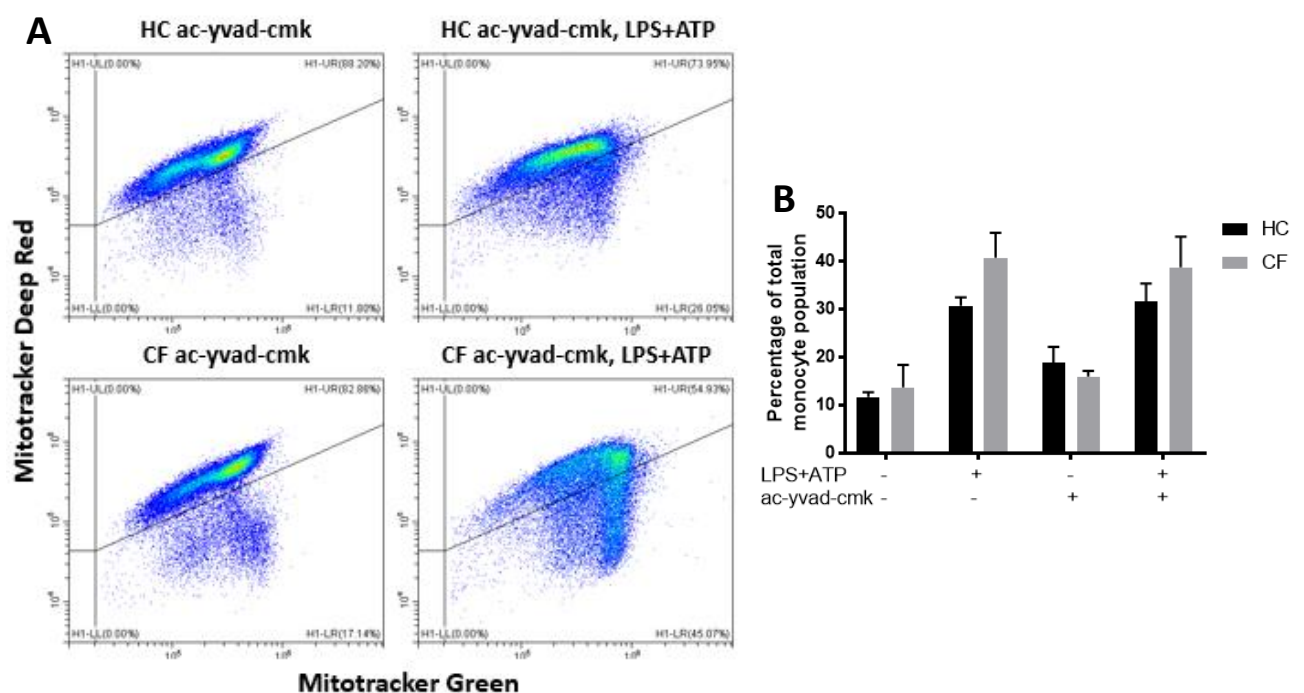 A
HC ac-yvad-cmk
HC ac-yvad-cmk, LPS+ATP
H1-UL(0.00%)
H1-UR(88.20%)
H1-UL(0.00%)
H1-UR(73.95%)
H1-LL(0.00%)
H1-LR(11.80%)
H1-LL(0.00%)
H1-LR(26.05%)
CF ac-yvad-cmk
CF ac-yvad-cmk, LPS+ATP
H1-UL(0.00%)
H1-UR(82.86%)
H1-UL(0.00%)
H1-UR(54.93%)
H1-LL(0.00%)
H1-LR(17.14%)
H1-LL(0.00%)
H1-LR(45.07%)
Mitotracker Deep Red
Mitotracker Green
B
Percentage of total
monocyte population
50
40
30
20
10
0
HC
CF
LPS+ATP - + - +
ac-yvad-cmk - - + +